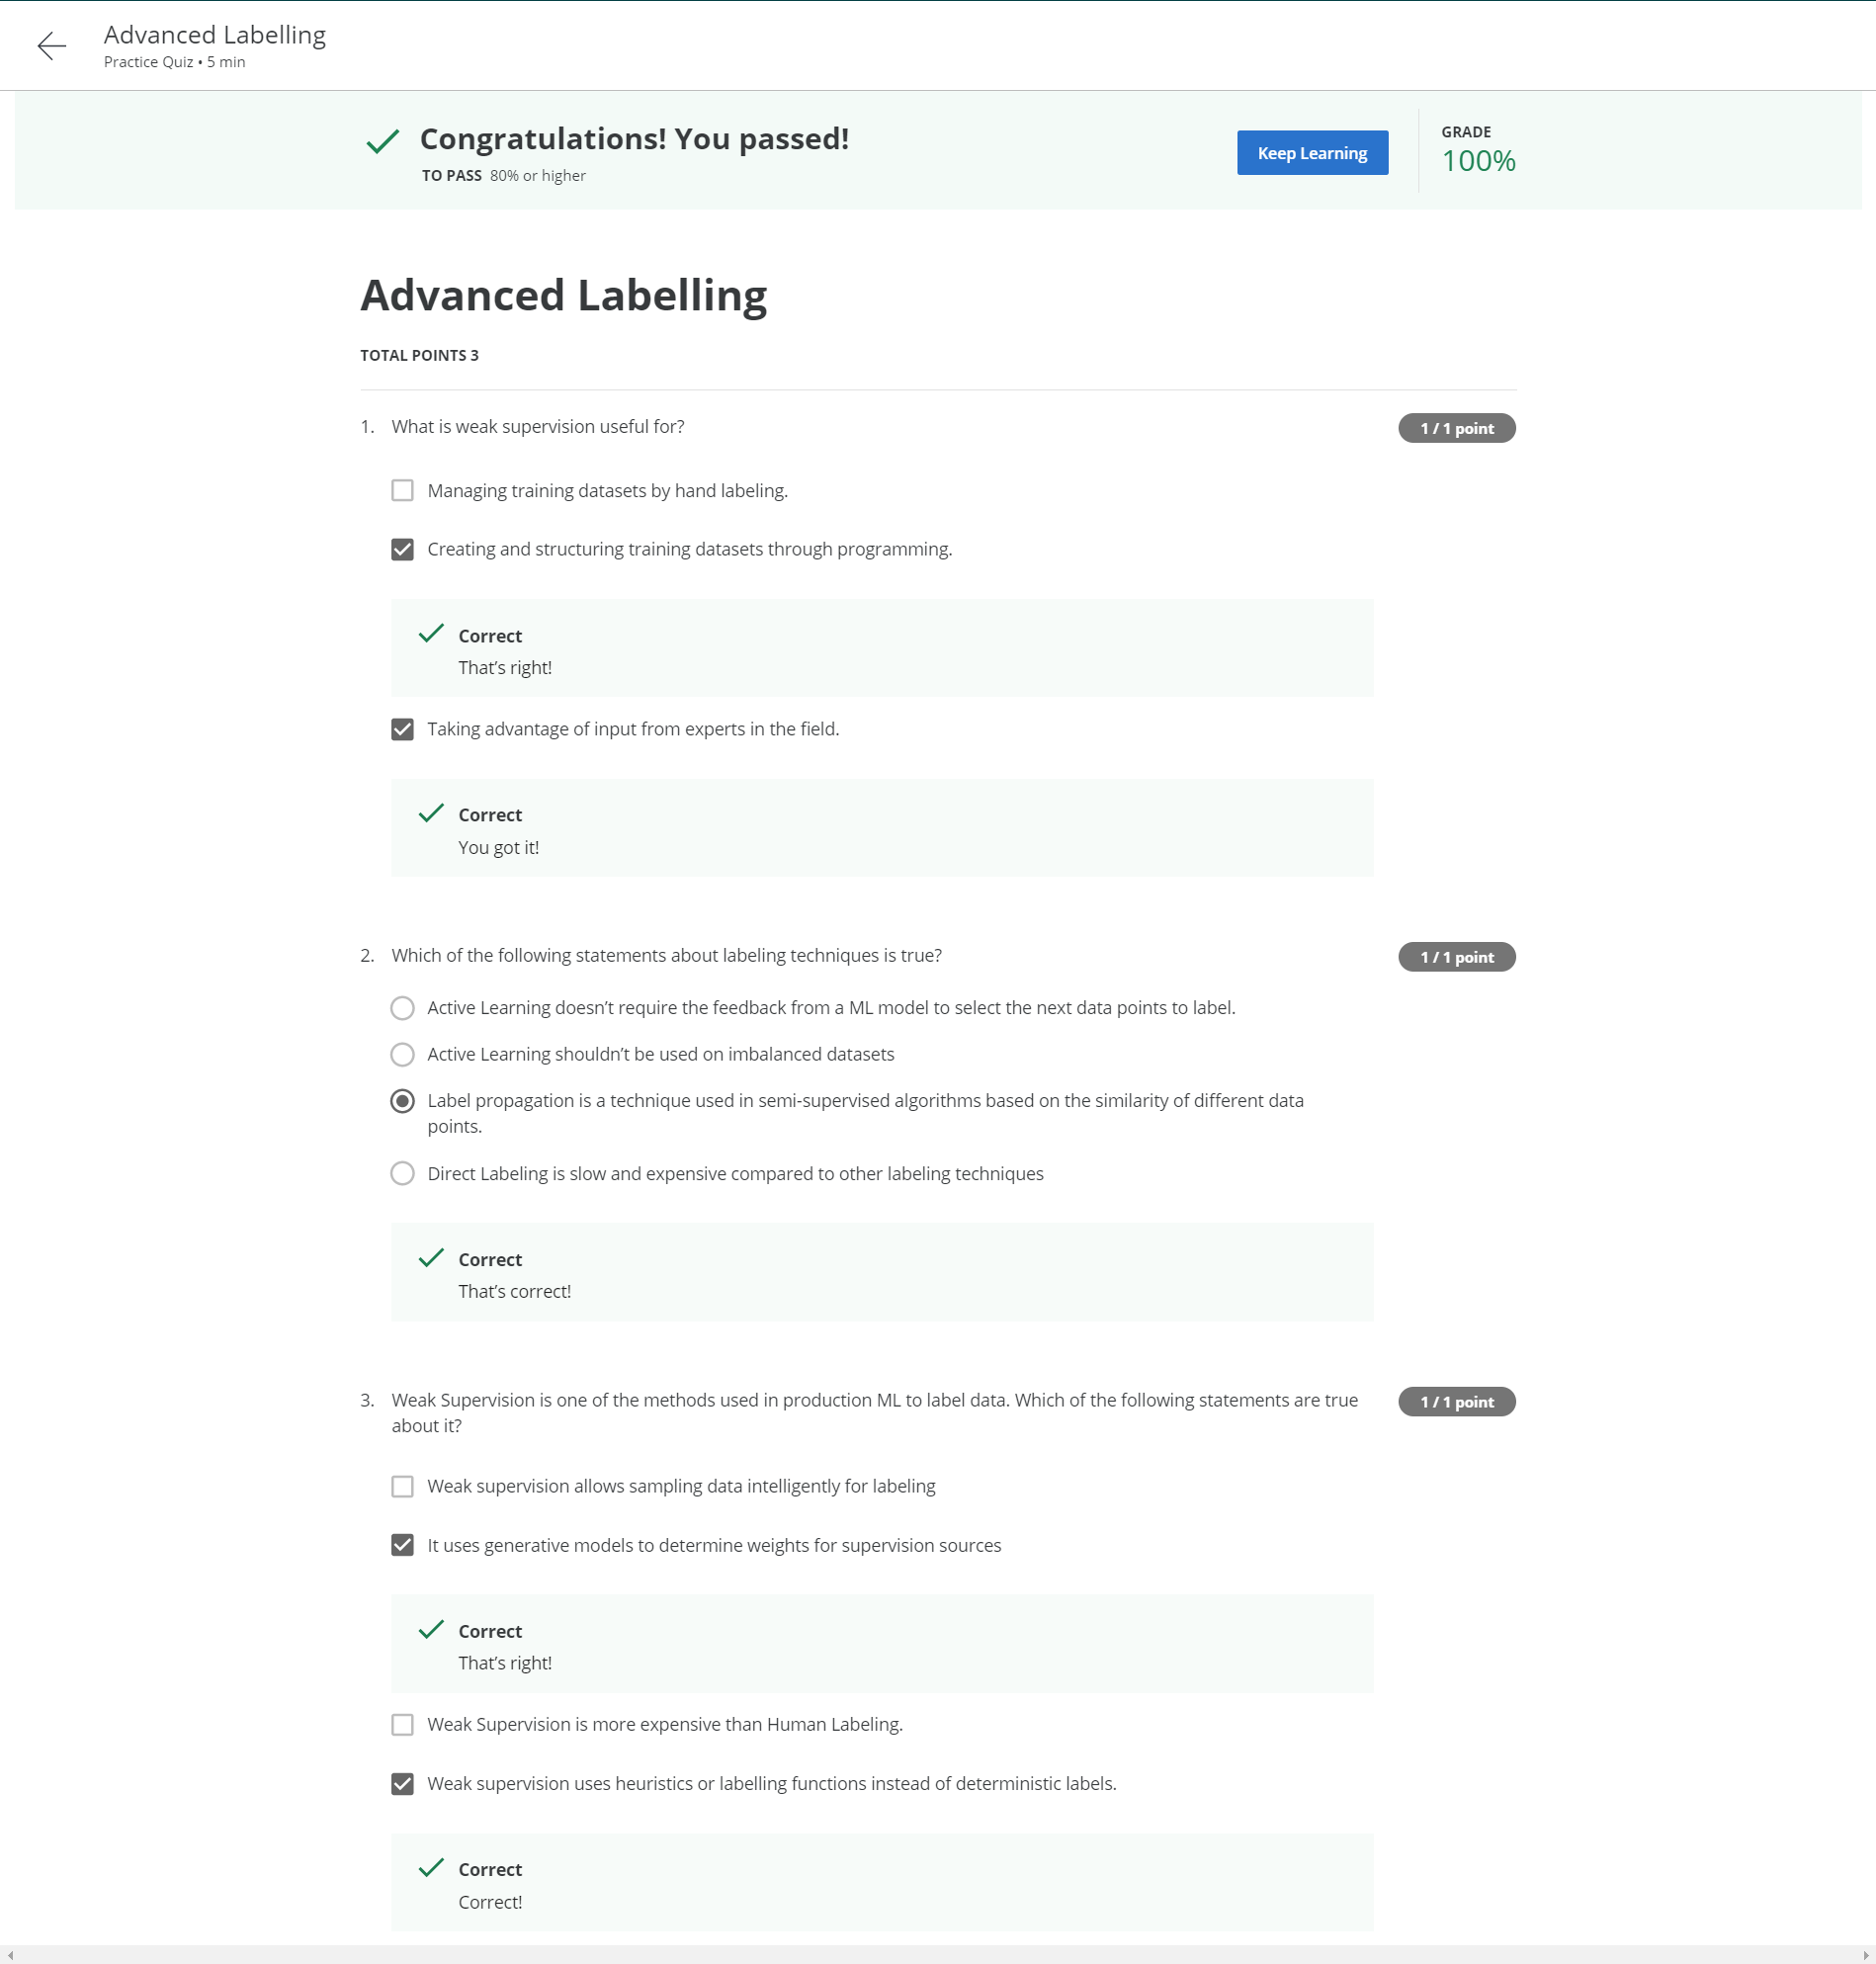 Advanced Labelling
Practice Quiz • 5 min
Congratulations! You passed!
TO PASS 80% or higher
Keep Learning
GRADE
100%
Advanced Labelling
TOTAL POINTS 3
1. What is weak supervision useful for?
1 / 1 point
Managing training datasets by hand labeling.
Creating and structuring training datasets through programming.
Correct
That’s right!
Taking advantage of input from experts in the field.
Correct
You got it!
2. Which of the following statements about labeling techniques is true?
1 / 1 point
Active Learning doesn’t require the feedback from a ML model to select the next data points to label.
Active Learning shouldn’t be used on imbalanced datasets
Label propagation is a technique used in semi-supervised algorithms based on the similarity of different data
points.
Direct Labeling is slow and expensive compared to other labeling techniques
Correct
That’s correct!
3. Weak Supervision is one of the methods used in production ML to label data. Which of the following statements are true
about it?
1 / 1 point
Weak supervision allows sampling data intelligently for labeling
It uses generative models to determine weights for supervision sources
Correct
That’s right!
Weak Supervision is more expensive than Human Labeling.
Weak supervision uses heuristics or labelling functions instead of deterministic labels.
Correct
Correct!